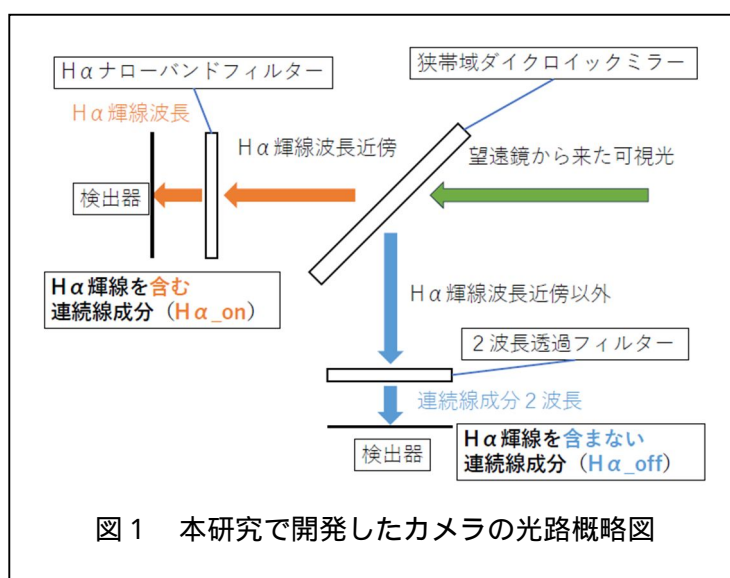 Hαナローバンドフィルター
狭帯域ダイクロイックミラー
Hα輝線波長
Hα輝線波長近傍
望遠鏡から来た可視光
検出器
Hα輝線を含む
連続線成分（Hα_on）
Hα輝線波長近傍以外
２波長透過フィルター
連続線成分２波長
検出器
Hα輝線を含まない
連続線成分（Hα_off）
図１　本研究で開発したカメラの光路概略図